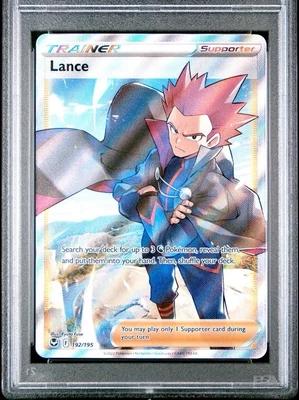 TRAINER Supporter
Lance
Search your deck for up to 3 Pokémon, reveal them,
and put them into your hand. Then, shuffle your deck.
You may play only 1 Supporter card during
your turn.
F 192/195